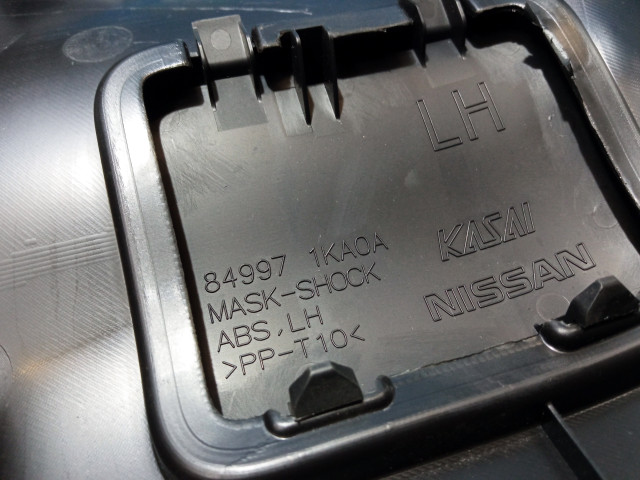 LH
84997 1KA0A
MASK-SHOCK
ABS, LH
>PP-T10<
KASAI
NISSAN